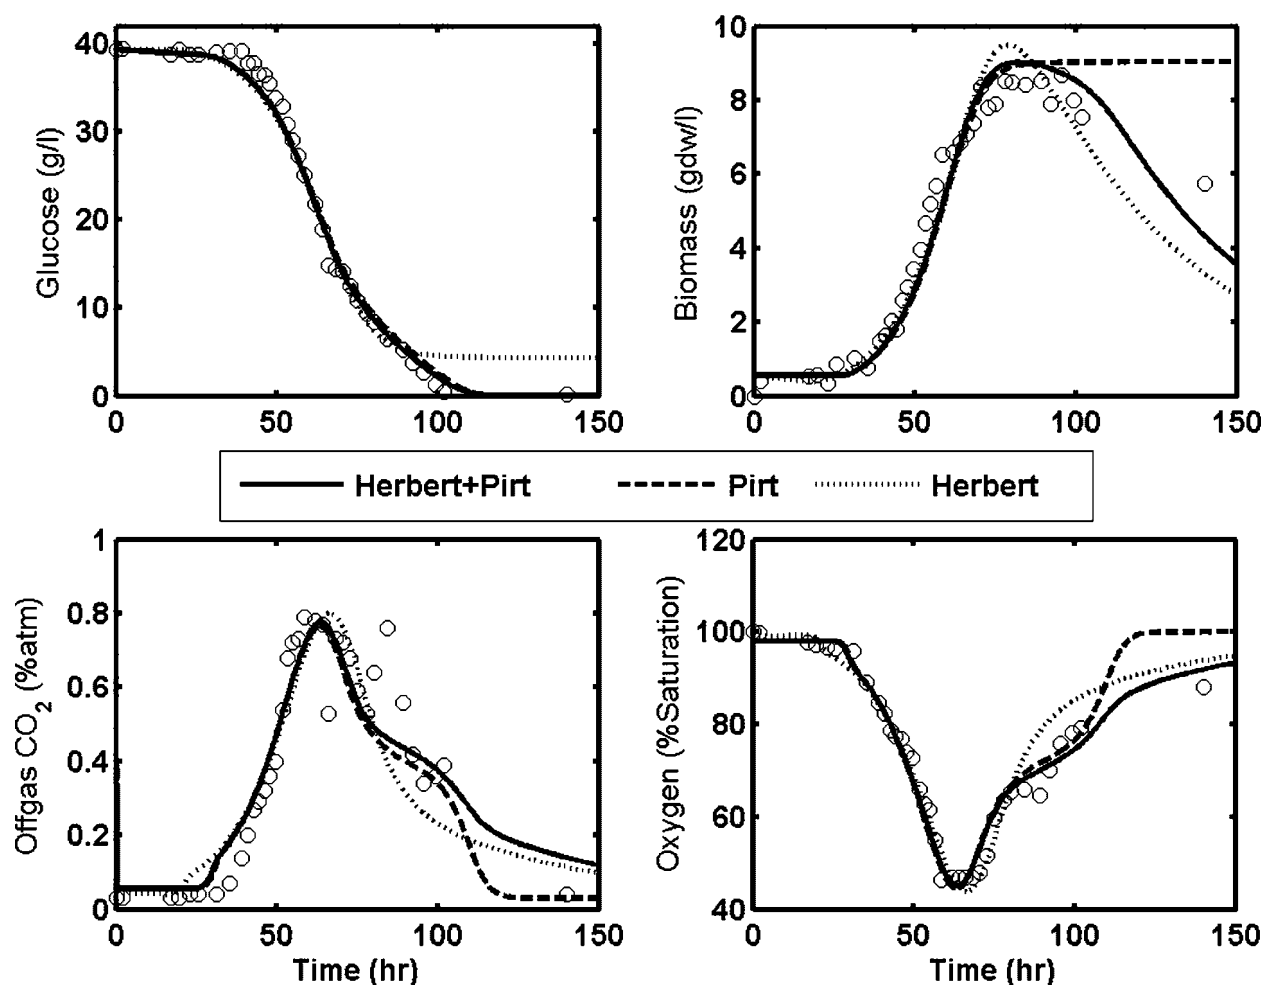 Glucose (g/l)
40
30
20
10
0
0 50 100 150
Biomass (gdw/l)
10
8
6
4
2
0
0 50 100 150
Herbert+Pirt Pirt Herbert
Offgas CO2 (%atm)
1
0.8
0.6
0.4
0.2
0
0 50 100 150
Time (hr)
Oxygen (%Saturation)
120
100
80
60
40
0 50 100 150
Time (hr)